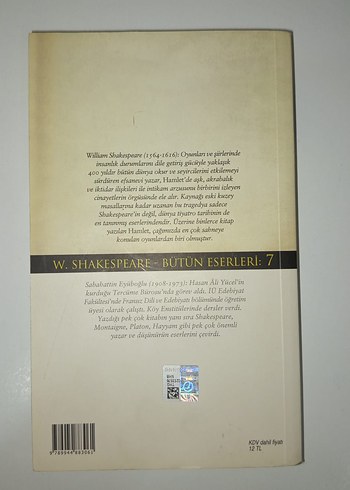 William Shakespeare (1564-1616): Oyunları ve şiirlerinde
insanlık durumlarını dile getiriş gücüyle yaklaşık
400 yıldır bütün dünya okur ve seyircilerini etkilemeyi
sürdüren efsanevi yazar, Hamlet'de aşk, akrabalık
ve iktidar ilişkileri ile intikam arzusunu birbirini izleyen
cinayetlerin örgüsünde ele alır. Kaynağı eski kuzey
masallarına kadar uzanan bu tragedya sadece
Shakespeare'in değil, dünya tiyatro tarihinin de
en tanınmış eserlerindendir. Üzerine binlerce kitap
yazılan Hamlet, çağımızda en çok sahneye
konulan oyunlardan biri olmuştur.
W. SHAKESPEARE - BÜTÜN ESERLERİ: 7
Sabahattin Eyüboğlu (1908-1973): Hasan Âli Yücel'in
kurduğu Tercüme Bürosu'nda görev aldı. İÜ Edebiyat
Fakültesi'nde Fransız Dili ve Edebiyatı bölümünde öğretim
üyesi olarak çalıştı. Köy Enstitülerinde dersler verdi.
Yazdığı pek çok kitabın yanı sıra Shakespeare,
Montaigne, Platon, Hayyam gibi pek çok önemli
yazar ve düşünürün eserlerini çevirdi.
KDV dahil fiyatı
12 TL